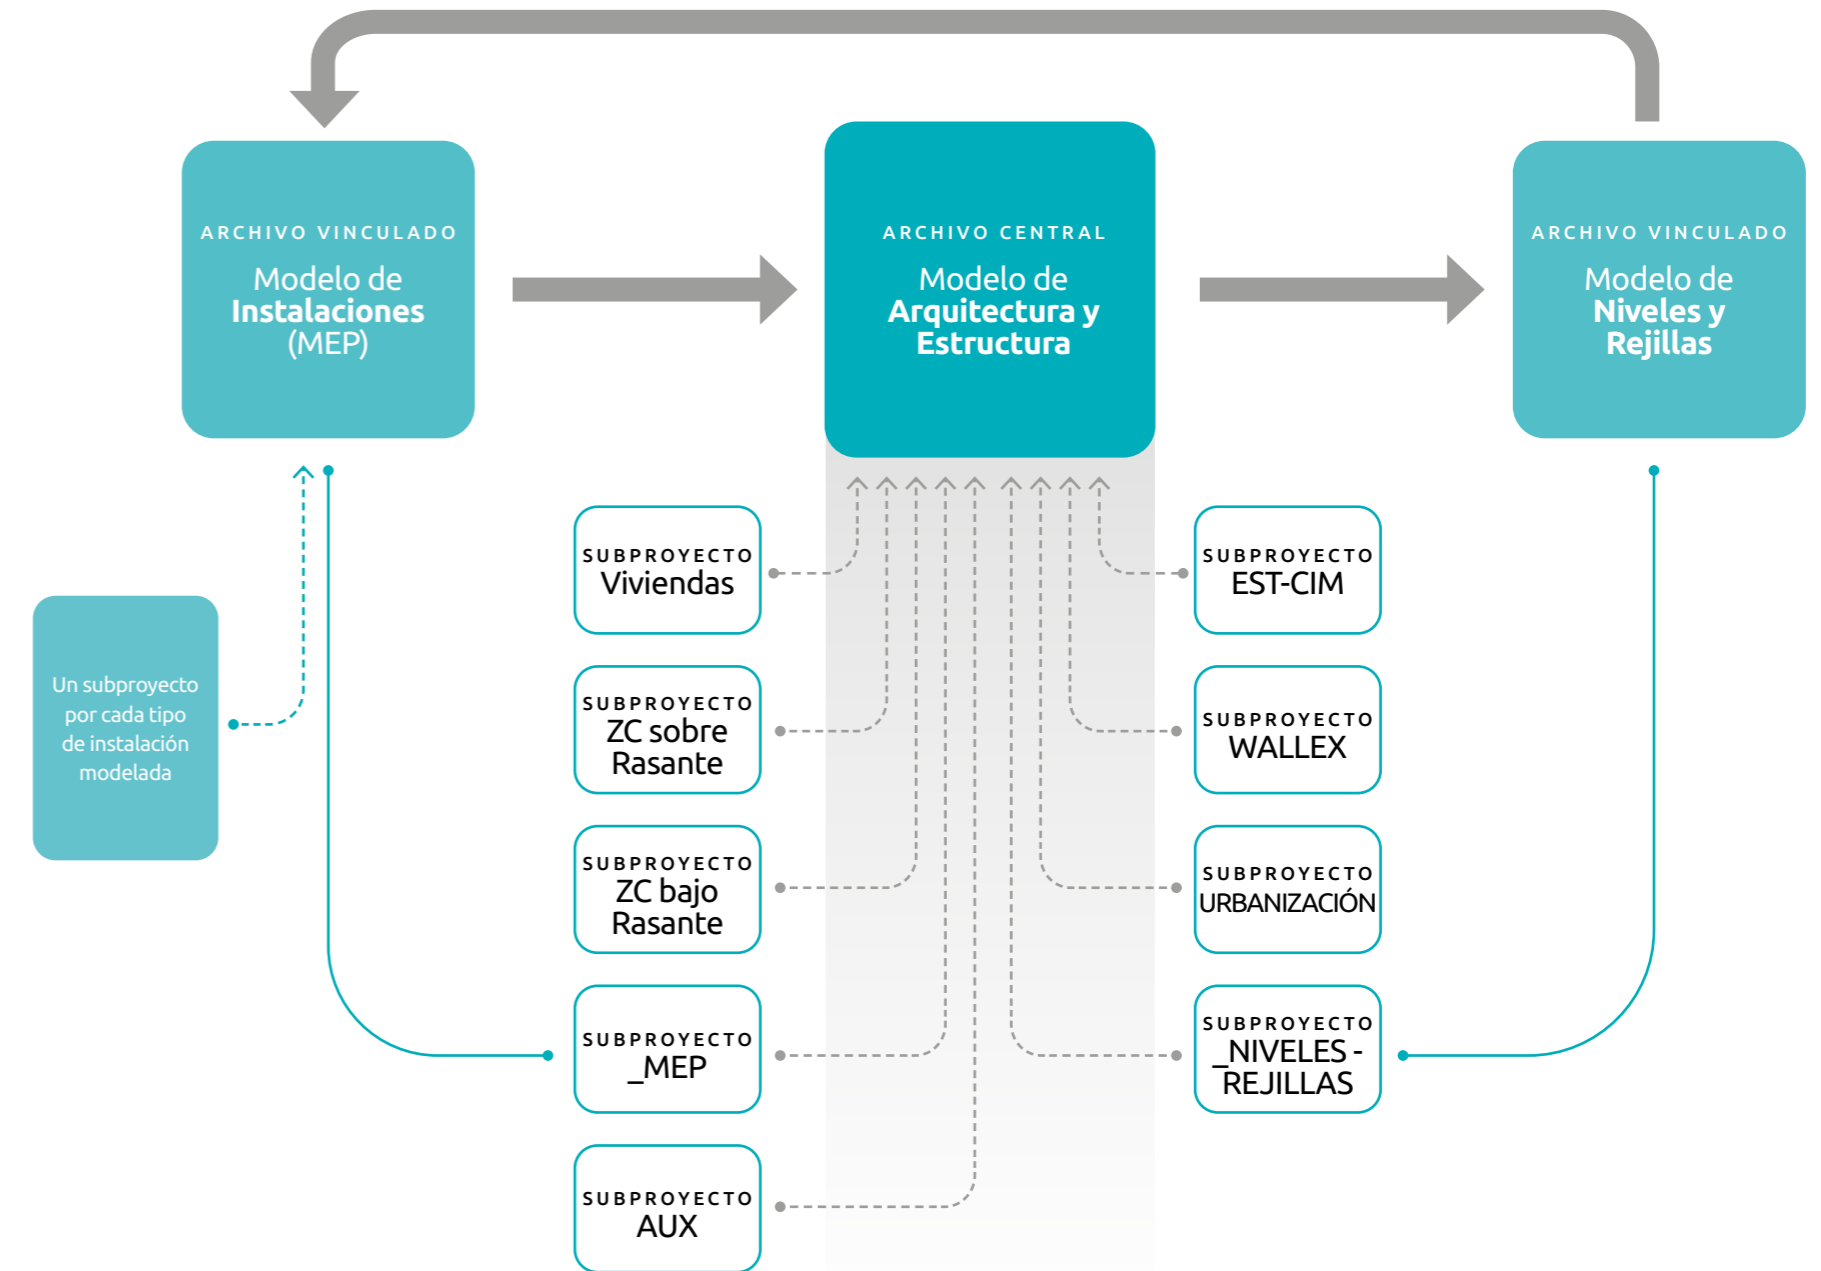 ARCHIVO VINCULADO
Modelo de
Instalaciones
(MEP)
ARCHIVO CENTRAL
Modelo de
Arquitectura y
Estructura
ARCHIVO VINCULADO
Modelo de
Niveles y
Rejillas
Un subproyecto
por cada tipo
de instalación
modelada
SUBPROYECTO
Viviendas
SUBPROYECTO
ZC sobre
Rasante
SUBPROYECTO
ZC bajo
Rasante
SUBPROYECTO
_MEP
SUBPROYECTO
AUX
SUBPROYECTO
EST-CIM
SUBPROYECTO
WALLEX
SUBPROYECTO
URBANIZACIÓN
SUBPROYECTO
_NIVELES -
REJILLAS